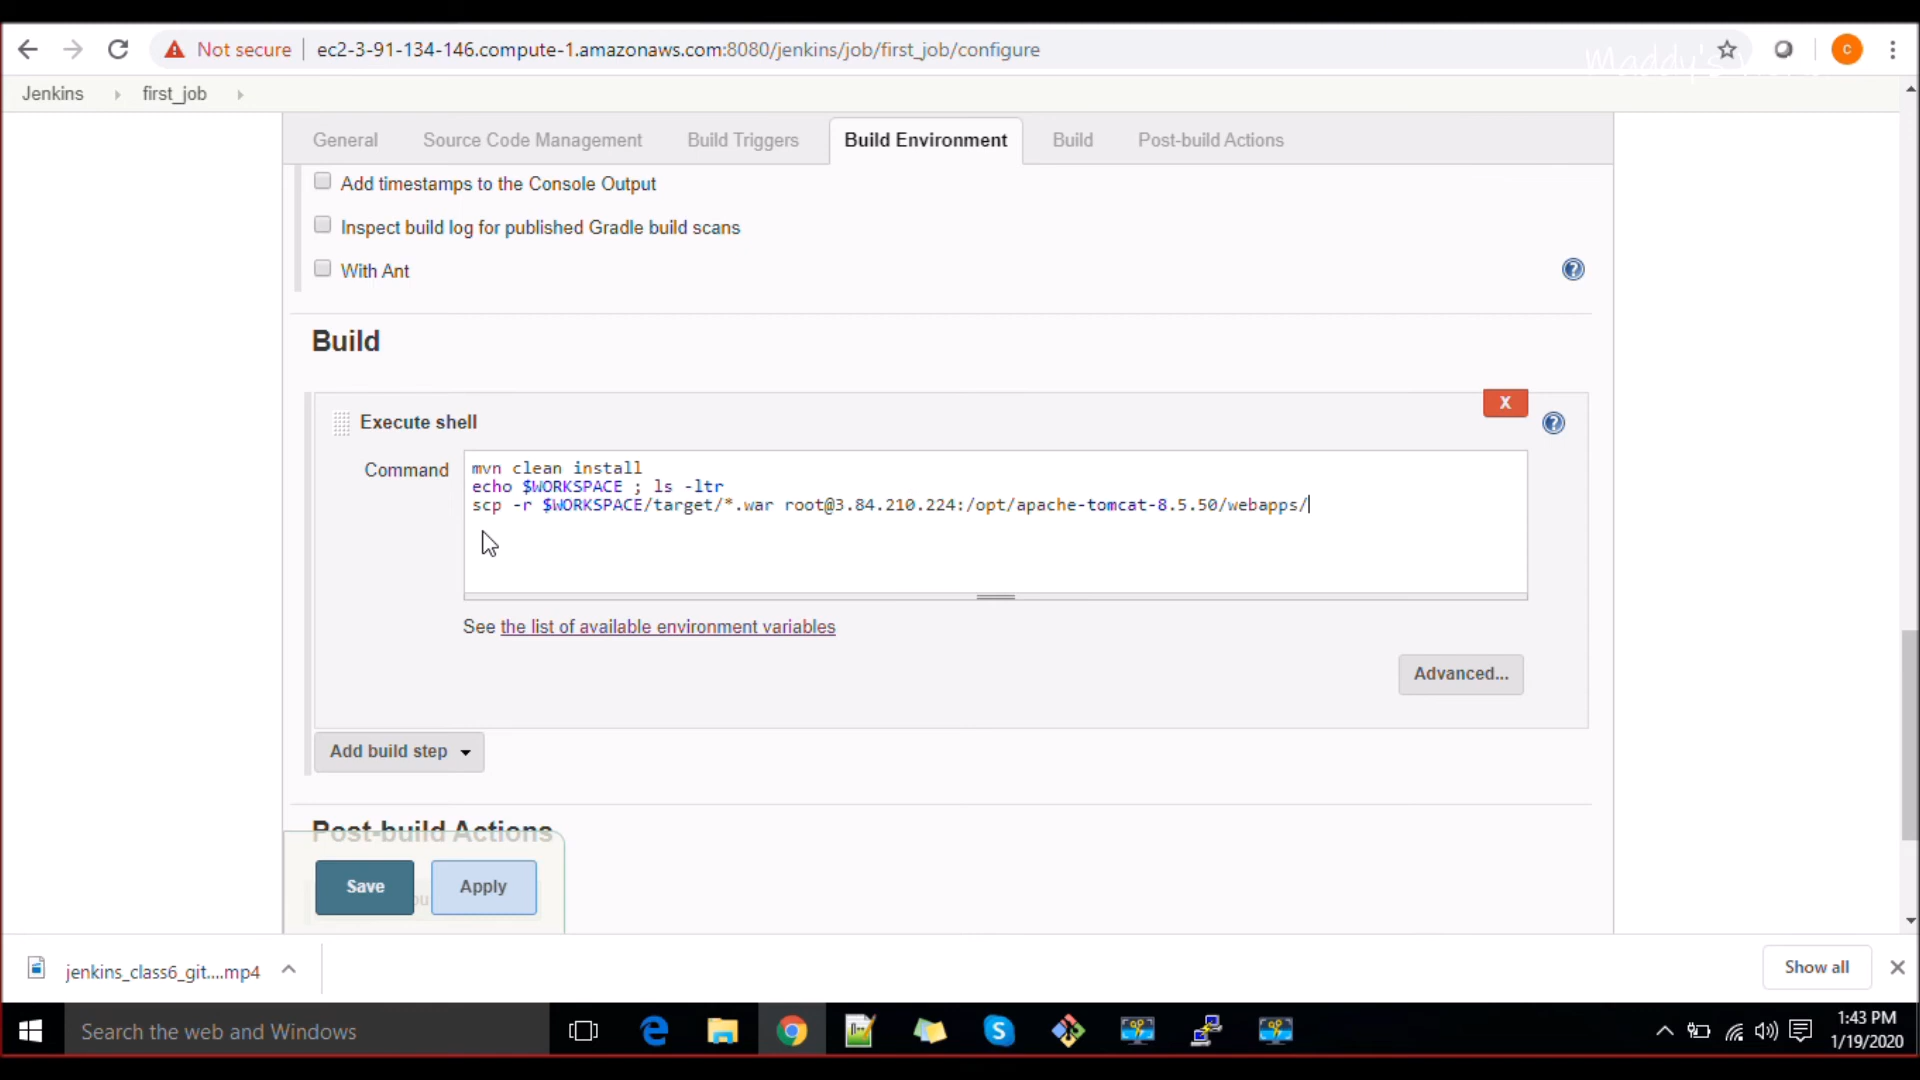 Not secure ec2-3-91-134-146.compute-1.amazonaws.com:8080/jenkins/job/first_job/configure
Maddy's
C
Jenkins first_job
General Source Code Management Build Triggers Build Environment Build Post-build Actions
Add timestamps to the Console Output
Inspect build log for published Gradle build scans
With Ant
Build
X
Execute shell
Command
mvn clean install
echo $WORKSPACE ; ls -ltr
scp -r $WORKSPACE/target/*.war root@3.84.210.224:/opt/apache-tomcat-8.5.50/webapps/
See the list of available environment variables
Advanced...
Add build step
Post-build Actions
Save Apply
jenkins_class6_git....mp4
Show all
Search the web and Windows
1:43 PM
1/19/2020